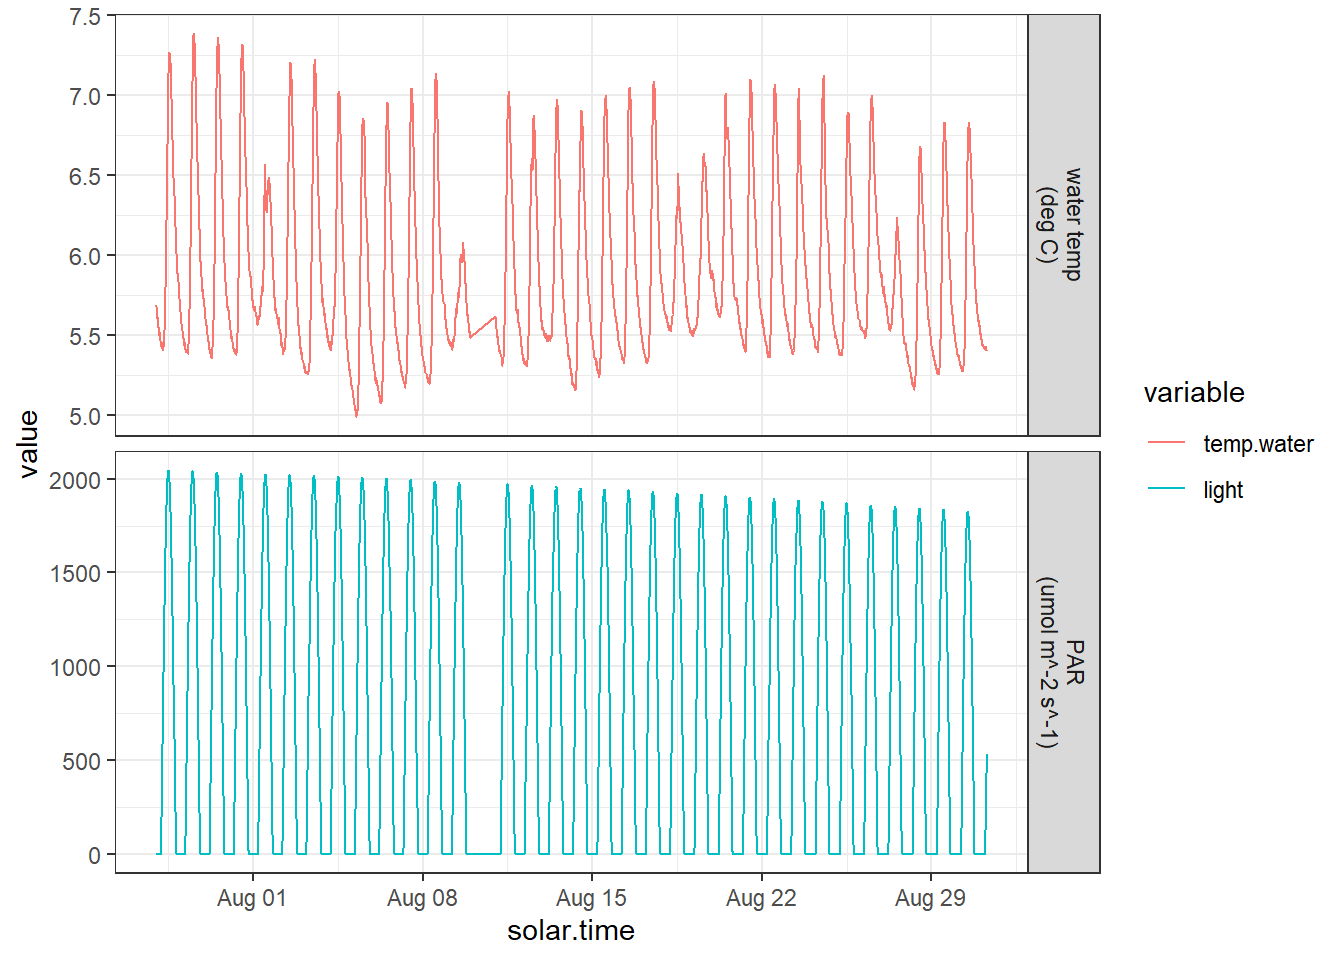 7.5
7.0
6.5
6.0
5.5
5.0
water temp
(deg C)
value
2000
1500
1000
500
0
PAR
(umol m^-2 s^-1)
Aug 01
Aug 08
Aug 15
Aug 22
Aug 29
solar.time
variable
temp.water
light